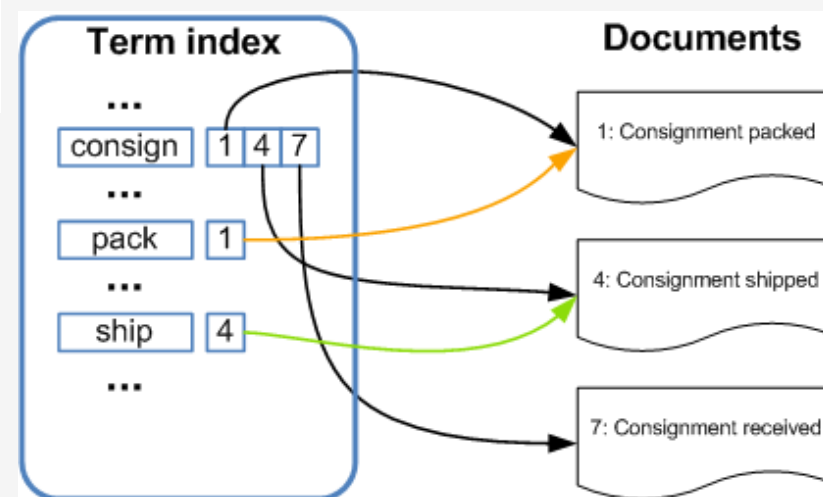 Term index
...
consign 1 4 7
...
pack 1
...
ship 4
...
Documents
1: Consignment packed
4: Consignment shipped
7: Consignment received